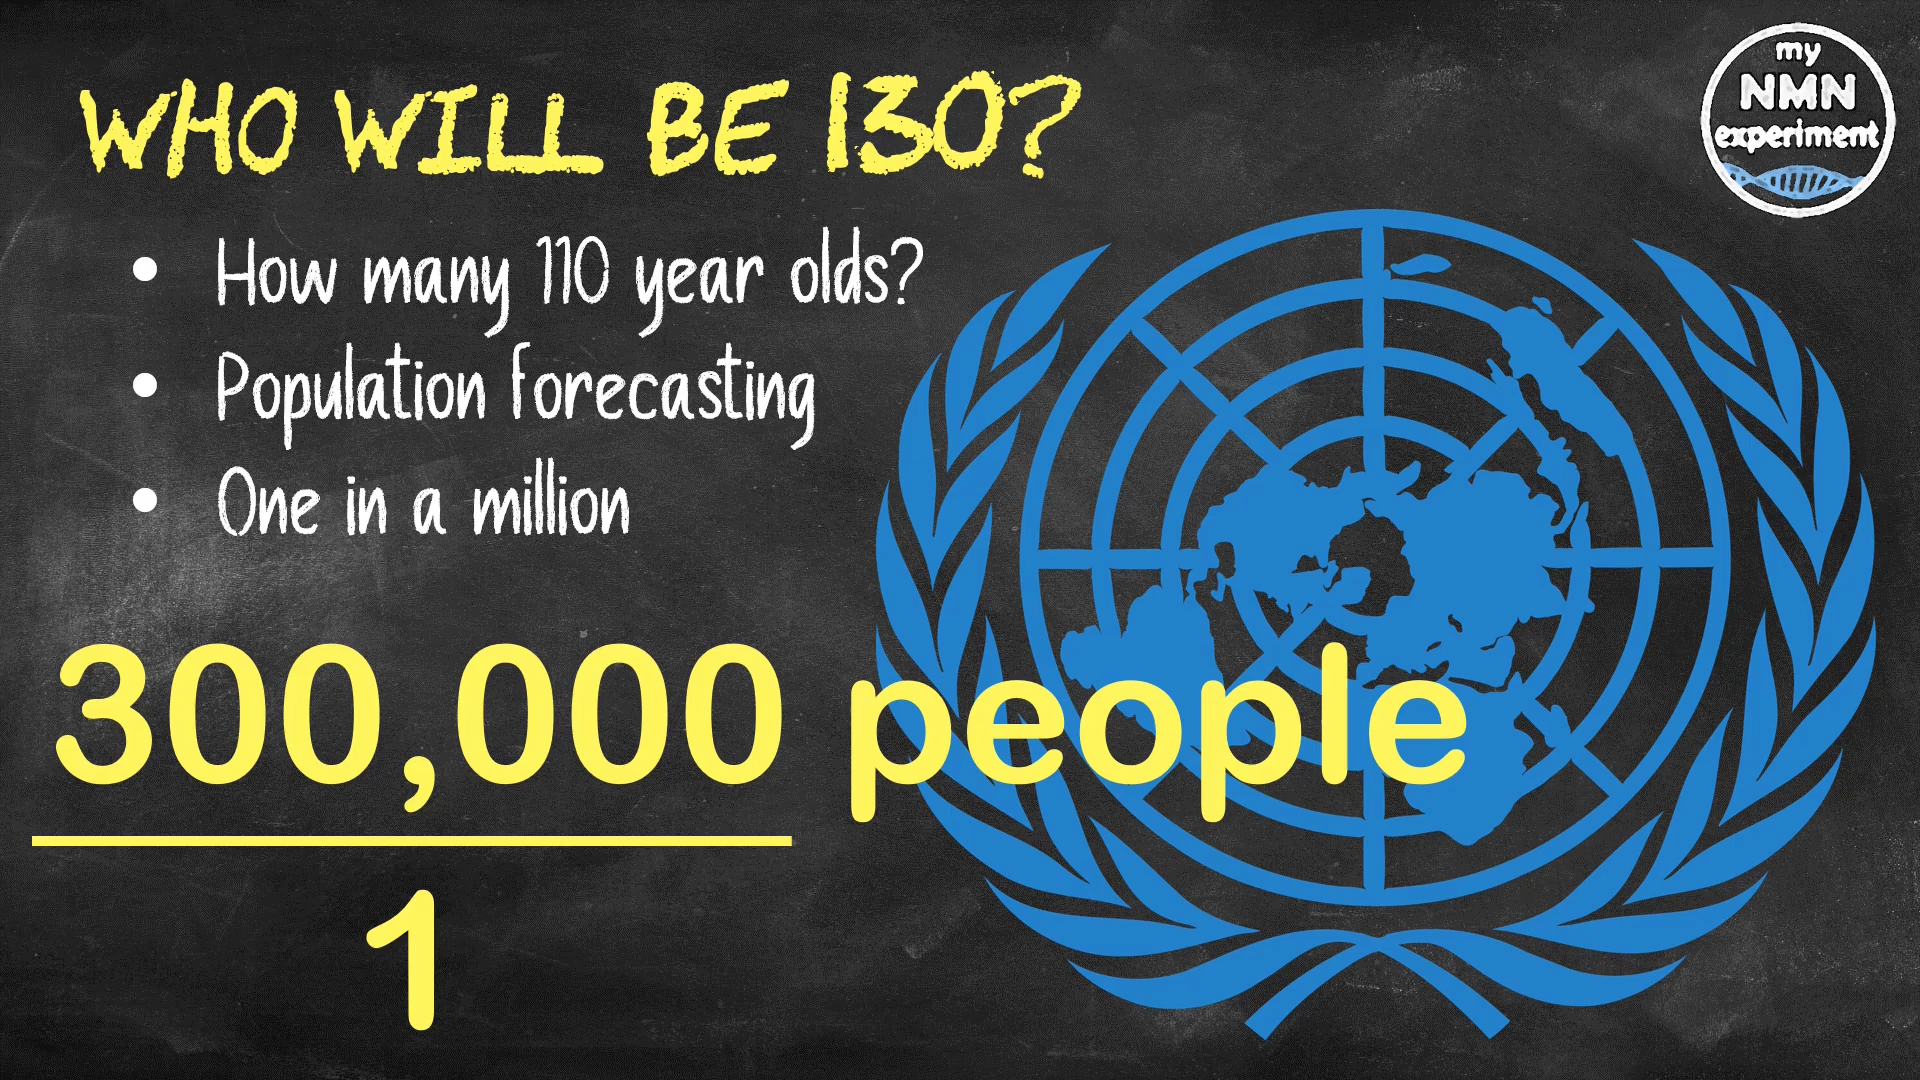 WHO WILL BE 130?
my
NMN
experiment
• How many 110 year olds?
• Population forecasting
• One in a million
300,000 people
1